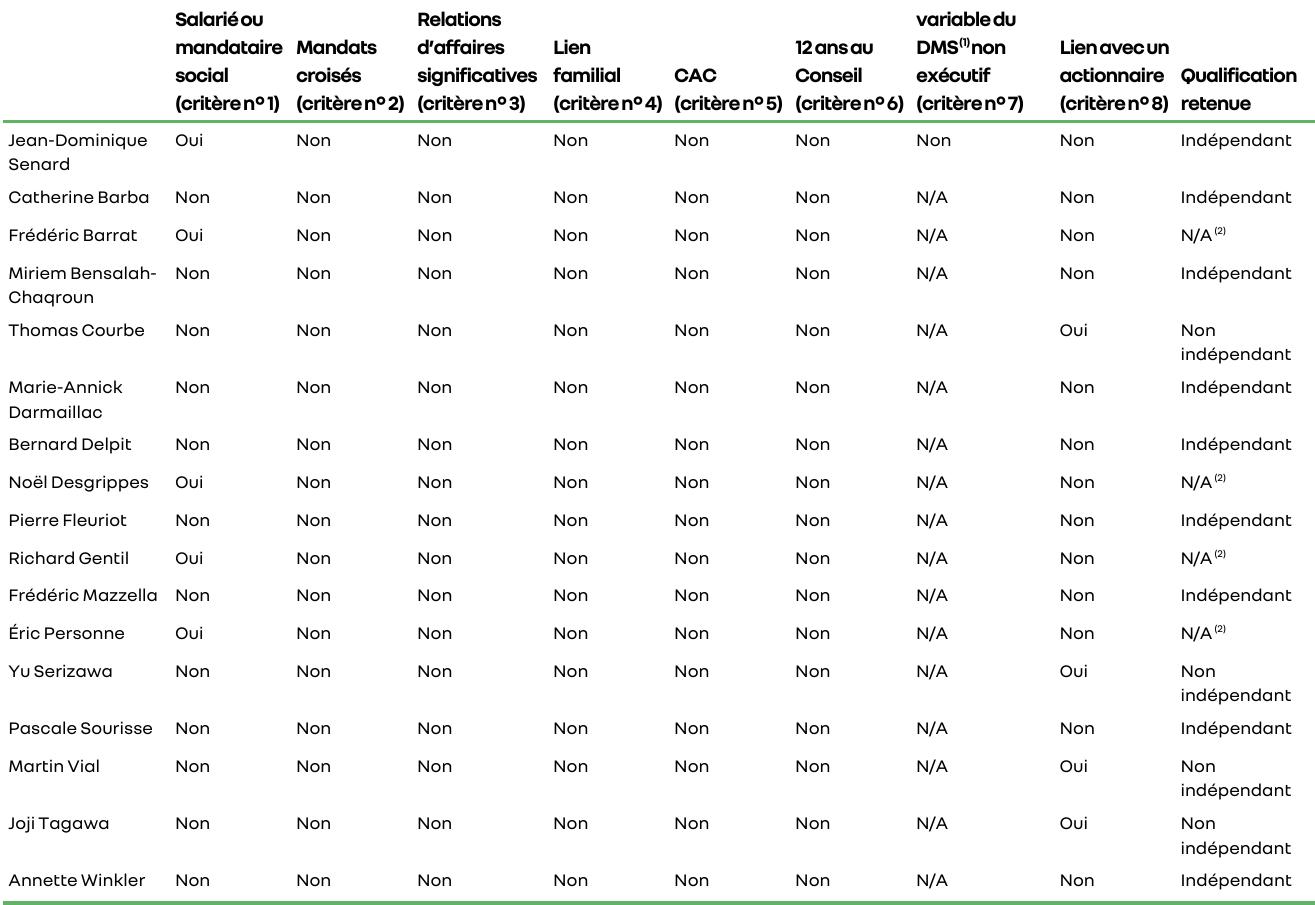 Salarié ou mandataire social (critère nº 1) Mandats croisés (critère nº 2) Relations d’affaires significatives (critère nº 3) Lien familial (critère nº 4) CAC (critère nº 5) 12 ans au Conseil (critère nº 6) variable du DMS(1) non exécutif (critère nº 7) Lien avec un actionnaire (critère nº 8) Qualification retenue
Jean-Dominique Senard Oui Non Non Non Non Non Non Non Indépendant
Catherine Barba Non Non Non Non Non Non N/A Non Indépendant
Frédéric Barrat Oui Non Non Non Non Non N/A Non N/A (2)
Miriem Bensalah-Chaqroun Non Non Non Non Non Non N/A Non Indépendant
Thomas Courbe Non Non Non Non Non Non N/A Oui Non indépendant
Marie-Annick Darmaillac Non Non Non Non Non Non N/A Non Indépendant
Bernard Delpit Non Non Non Non Non Non N/A Non Indépendant
Noël Desgrippes Oui Non Non Non Non Non N/A Non N/A (2)
Pierre Fleuriot Non Non Non Non Non Non N/A Non Indépendant
Richard Gentil Oui Non Non Non Non Non N/A Non N/A (2)
Frédéric Mazzella Non Non Non Non Non Non N/A Non Indépendant
Éric Personne Oui Non Non Non Non Non N/A Non N/A (2)
Yu Serizawa Non Non Non Non Non Non N/A Oui Non indépendant
Pascale Sourisse Non Non Non Non Non Non N/A Non Indépendant
Martin Vial Non Non Non Non Non Non N/A Oui Non indépendant
Joji Tagawa Non Non Non Non Non Non N/A Oui Non indépendant
Annette Winkler Non Non Non Non Non Non N/A Non Indépendant